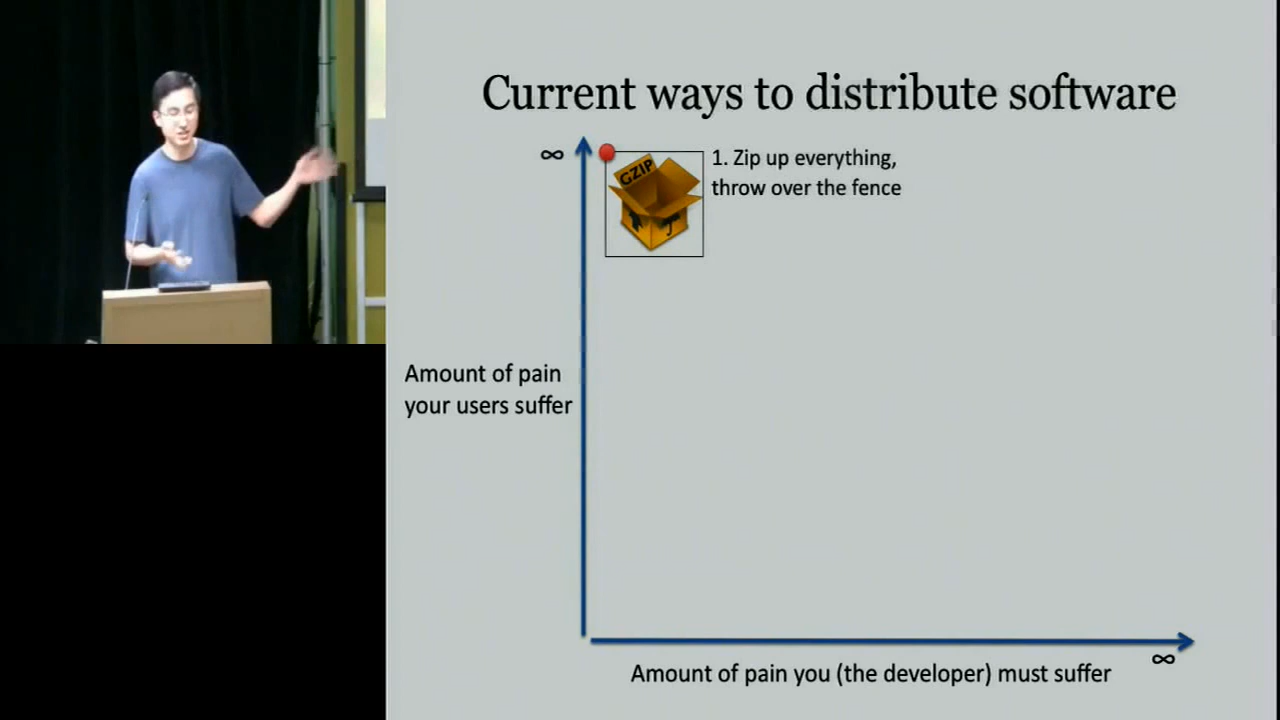 Current ways to distribute software
∞
GZIP
1. Zip up everything,
throw over the fence
Amount of pain
your users suffer
∞
Amount of pain you (the developer) must suffer